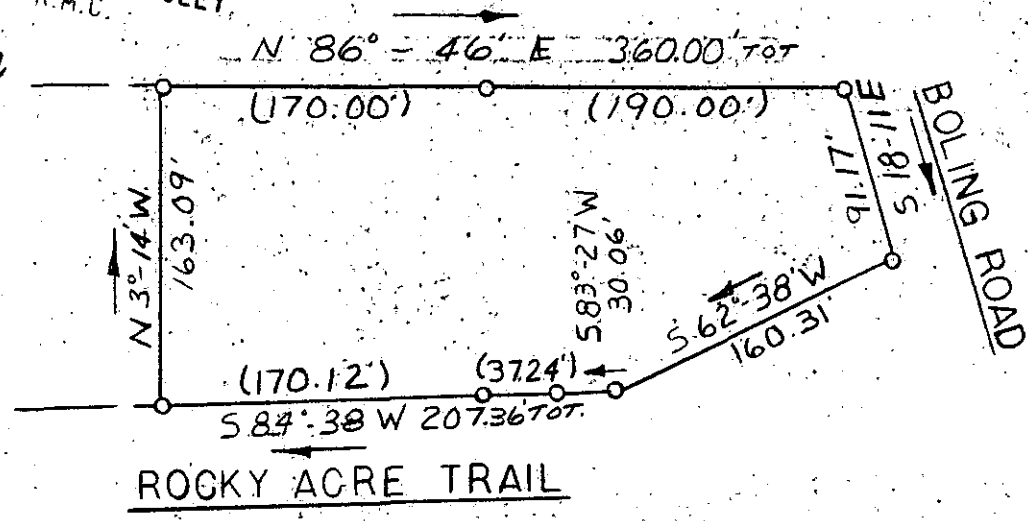 R.M.C.
N 86° - 46' E 360.00' TOT
(170.00') (190.00')
S 18-11 E
91.17'
BOLING ROAD
N 3°-14' W
163.09'
S 83°-27 W
30.06'
S 62°-38' W
160.31'
(170.12') (37.24')
S 84°-38 W 207.36' TOT.
ROCKY ACRE TRAIL